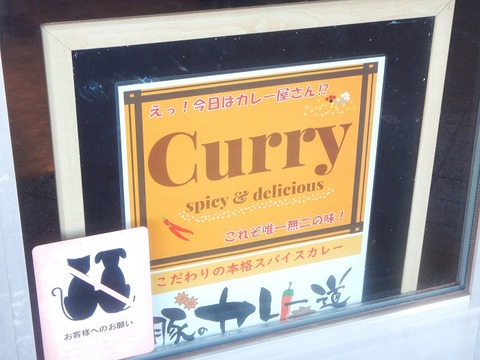 えっ！今日はカレー屋さん!?
Curry
spicy & delicious
これぞ唯一無二の味！
こだわりの本格スパイスカレー
豚のカレー道
お客様へのお願い